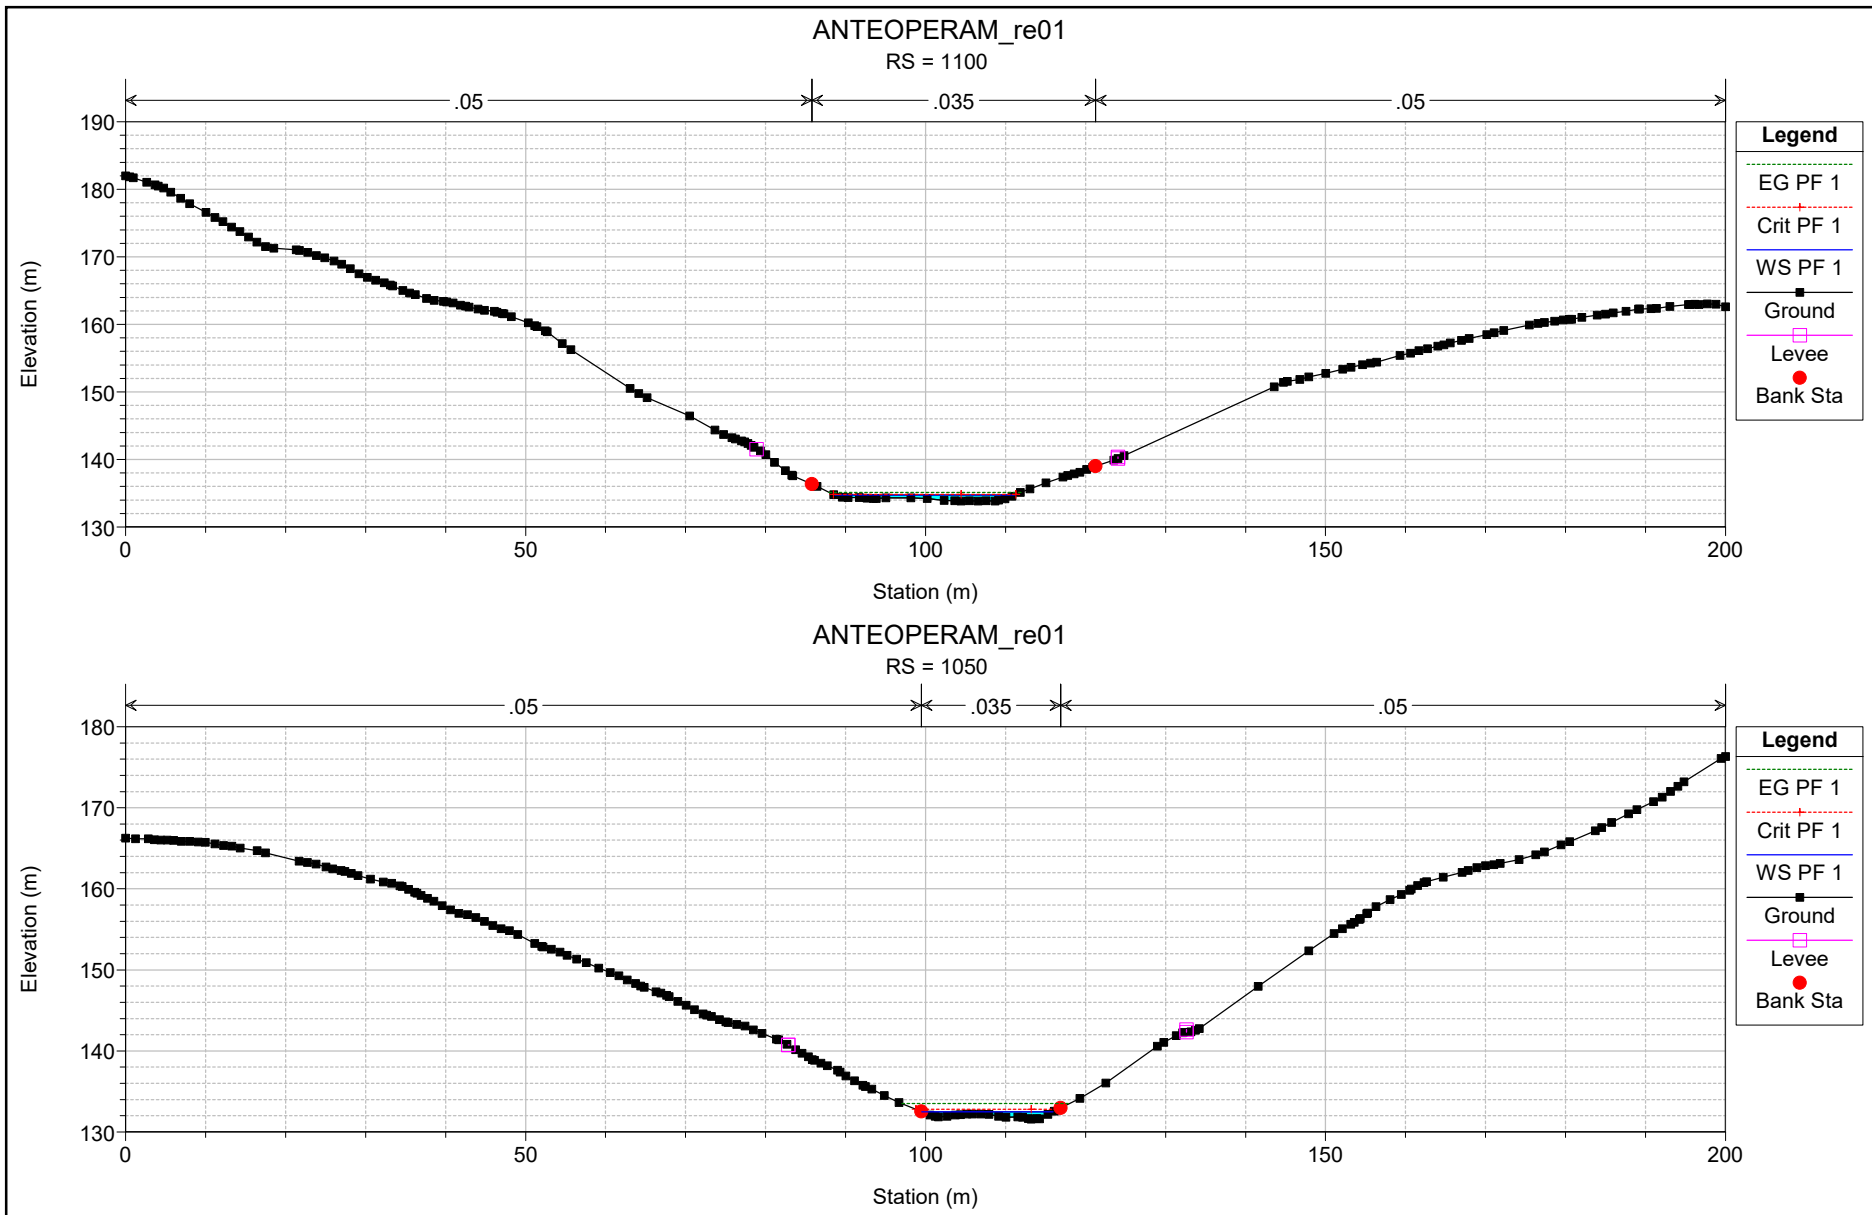 ANTEOPERAM_re01
RS = 1100
.05 .035 .05
190
180
170
160
150
140
130
Elevation (m)
0 50 100 150 200
Station (m)
Legend
EG PF 1
Crit PF 1
WS PF 1
Ground
Levee
Bank Sta
ANTEOPERAM_re01
RS = 1050
.05 .035 .05
180
170
160
150
140
130
Elevation (m)
0 50 100 150 200
Station (m)
Legend
EG PF 1
Crit PF 1
WS PF 1
Ground
Levee
Bank Sta